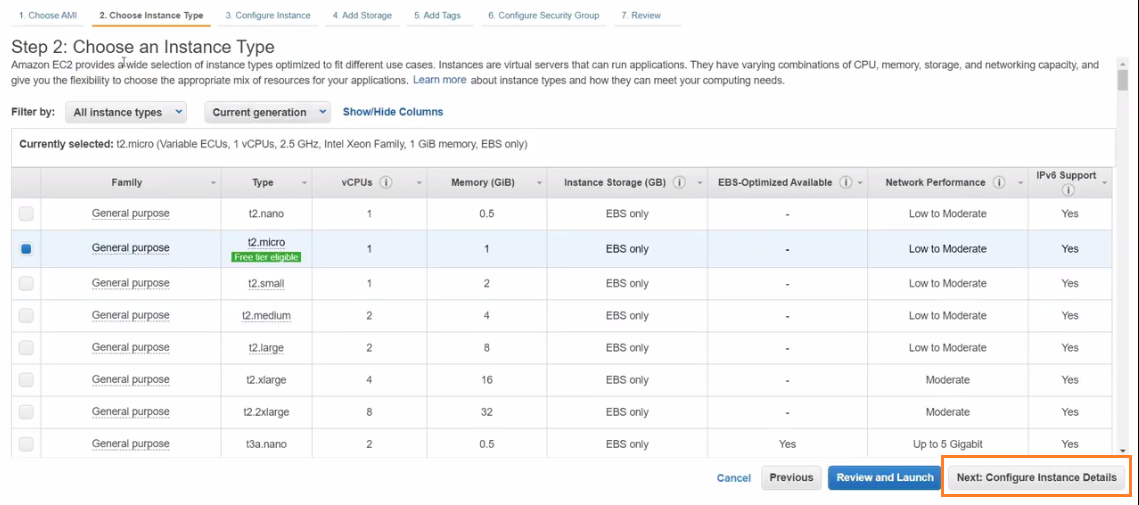 1. Choose AMI 2. Choose Instance Type 3. Configure Instance 4. Add Storage 5. Add Tags 6. Configure Security Group 7. Review
Step 2: Choose an Instance Type
Amazon EC2 provides a wide selection of instance types optimized to fit different use cases. Instances are virtual servers that can run applications. They have varying combinations of CPU, memory, storage, and networking capacity, and
give you the flexibility to choose the appropriate mix of resources for your applications. Learn more about instance types and how they can meet your computing needs.
Filter by: All instance types Current generation Show/Hide Columns
Currently selected: t2.micro (Variable ECUs, 1 vCPUs, 2.5 GHz, Intel Xeon Family, 1 GiB memory, EBS only)
Family Type vCPUs Memory (GiB) Instance Storage (GB) EBS-Optimized Available Network Performance IPv6 Support
General purpose t2.nano 1 0.5 EBS only - Low to Moderate Yes
General purpose t2.micro 1 1 EBS only - Low to Moderate Yes
Free tier eligible
General purpose t2.small 1 2 EBS only - Low to Moderate Yes
General purpose t2.medium 2 4 EBS only - Low to Moderate Yes
General purpose t2.large 2 8 EBS only - Low to Moderate Yes
General purpose t2.xlarge 4 16 EBS only - Moderate Yes
General purpose t2.2xlarge 8 32 EBS only - Moderate Yes
General purpose t3a.nano 2 0.5 EBS only Yes Up to 5 Gigabit Yes
Cancel Previous Review and Launch Next: Configure Instance Details